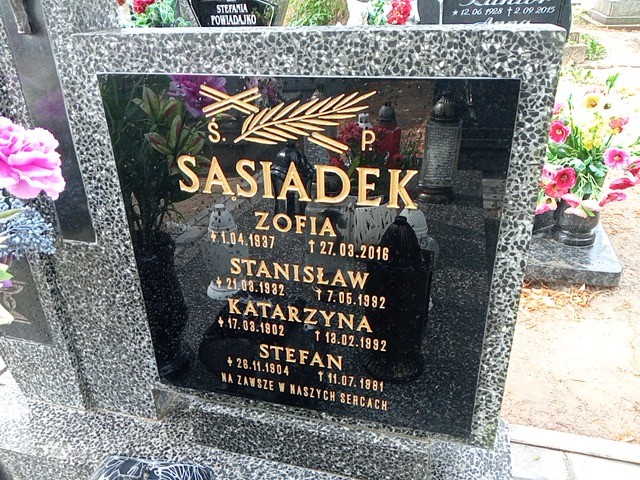 STEFANIA
POWIADAJKO
* 12.06.1928 † 2.09.2015
Anna
Ś. P.
SĄSIADEK
ZOFIA
* 1.04.1937 † 27.03.2016
STANISŁAW
* 21.03.1932 † 7.05.1992
KATARZYNA
* 17.03.1902 † 13.02.1992
STEFAN
* 26.11.1904 † 11.07.1981
NA ZAWSZE W NASZYCH SERCACH